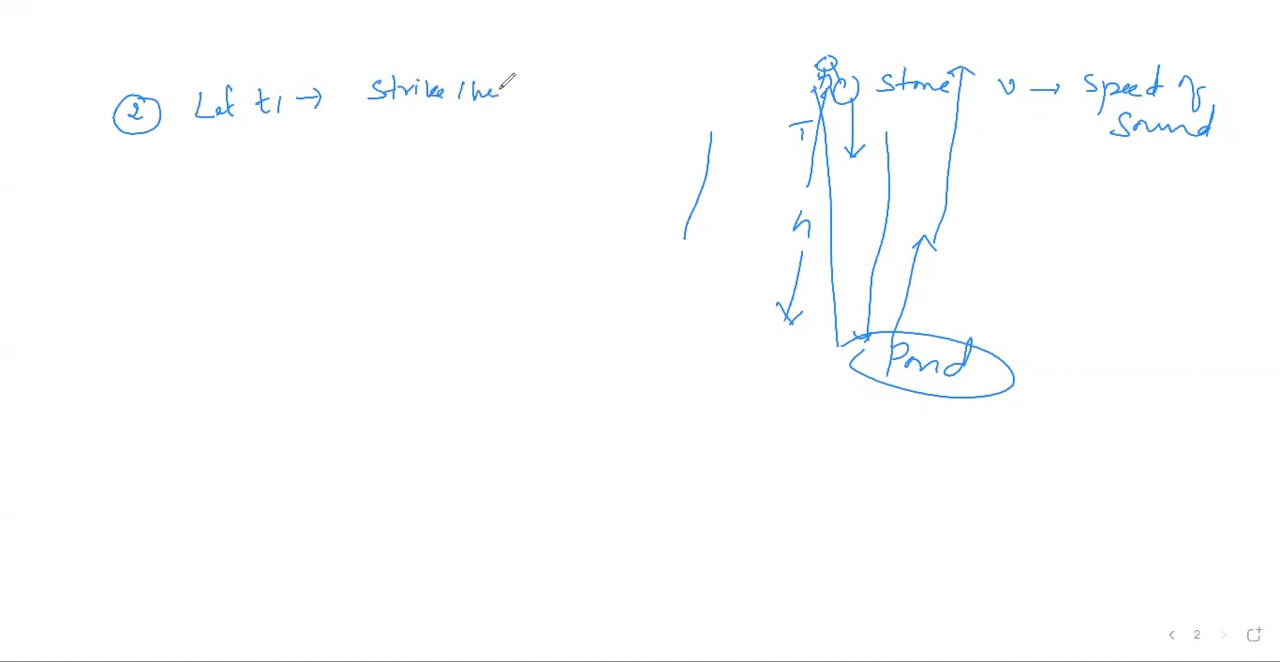 ② Let t1 → Strike the
Stone
v → Speed of
Sound
h
Pond
2